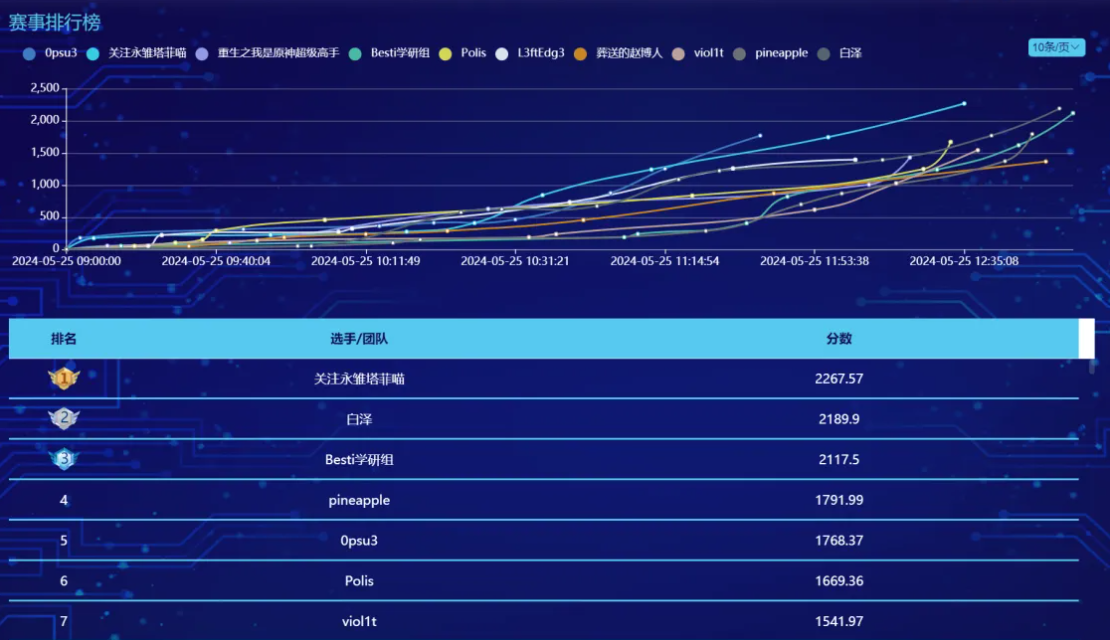 赛事排行榜
0psu3 关注永雏塔菲喵 重生之我是原神超级高手 Besti学研组 Polis L3ftEdg3 葬送的赵博人 viol1t pineapple 白泽 10条/页
2,500
2,000
1,500
1,000
500
0
2024-05-25 09:00:00 2024-05-25 09:40:04 2024-05-25 10:11:49 2024-05-25 10:31:21 2024-05-25 11:14:54 2024-05-25 11:53:38 2024-05-25 12:35:08
排名 选手/团队 分数
1 关注永雏塔菲喵 2267.57
2 白泽 2189.9
3 Besti学研组 2117.5
4 pineapple 1791.99
5 0psu3 1768.37
6 Polis 1669.36
7 viol1t 1541.97